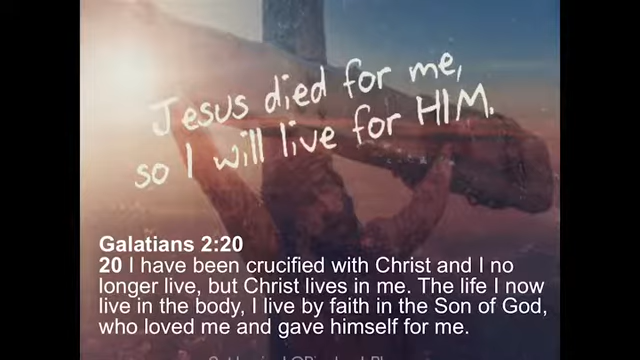 Jesus died for me,
so I will live for HIM.
Galatians 2:20
20 I have been crucified with Christ and I no
longer live, but Christ lives in me. The life I now
live in the body, I live by faith in the Son of God,
who loved me and gave himself for me.